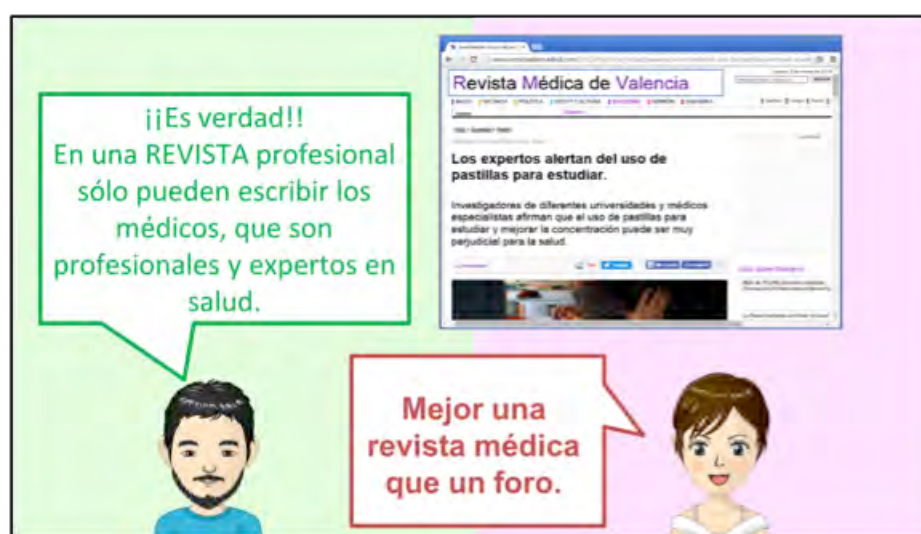 ¡¡Es verdad!!
En una REVISTA profesional
sólo pueden escribir los
médicos, que son
profesionales y expertos en
salud.
Revista Médica de Valencia
Los expertos alertan del uso de
pastillas para estudiar.
Investigadores de diferentes universidades y médicos
especialistas afirman que el uso de pastillas para
estudiar y mejorar la concentración puede ser muy
perjudicial para la salud.
Mejor una
revista médica
que un foro.